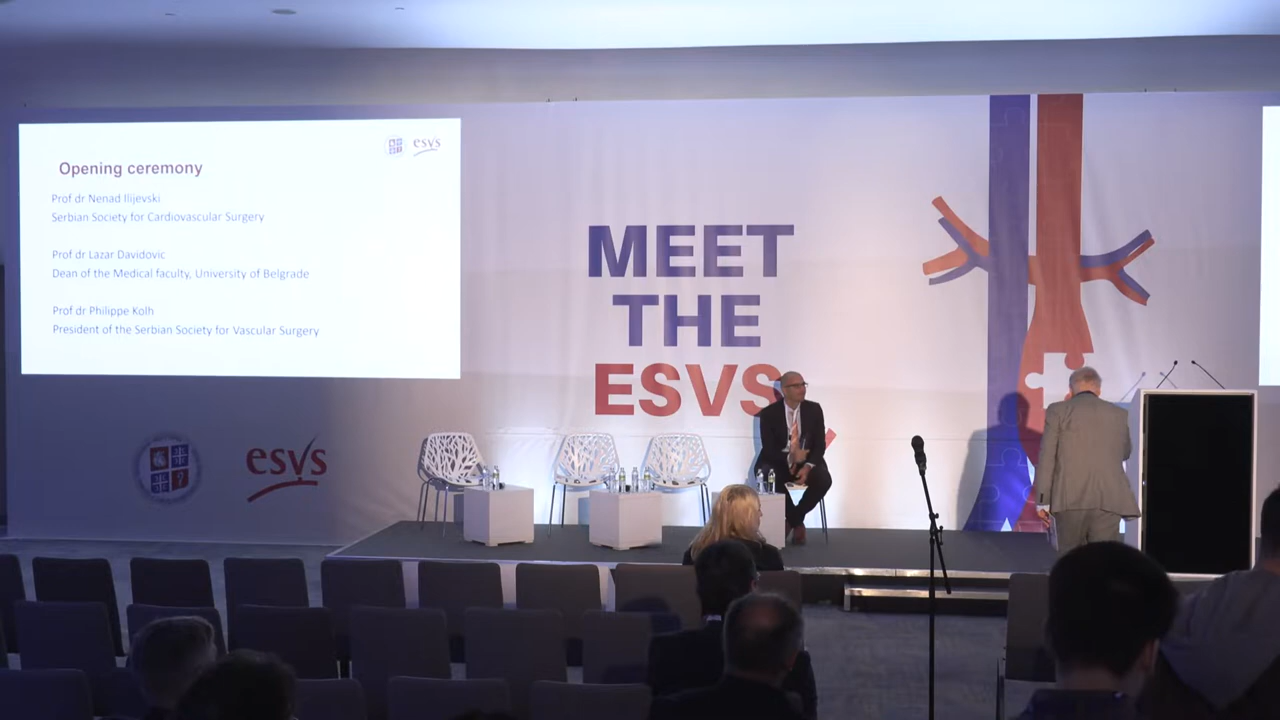 esvs
Opening ceremony
Prof dr Nenad Ilijevski
Serbian Society for Cardiovascular Surgery
Prof dr Lazar Davidovic
Dean of the Medical faculty, University of Belgrade
Prof dr Philippe Kolh
President of the Serbian Society for Vascular Surgery
MEET
THE
ESVS
esvs